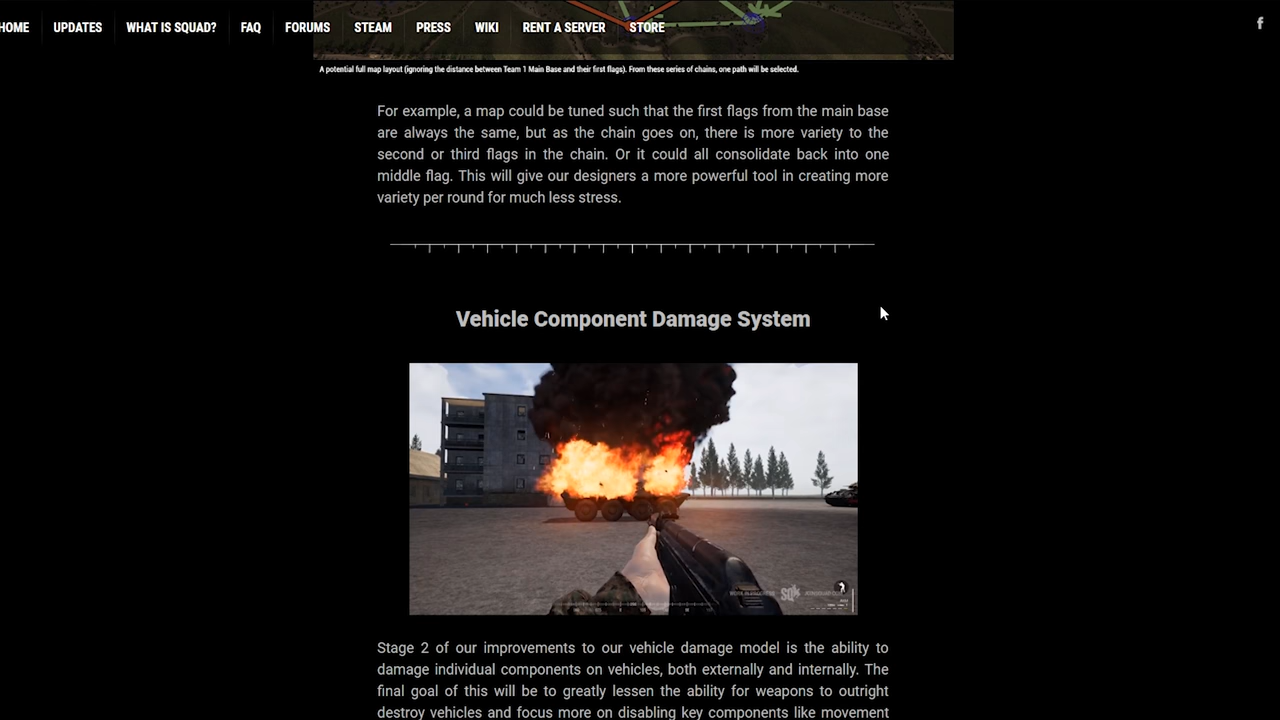 HOME UPDATES WHAT IS SQUAD? FAQ FORUMS STEAM PRESS WIKI RENT A SERVER STORE f
A potential full map layout (ignoring the distance between Team 1 Main Base and their first flags). From these series of chains, one path will be selected.
For example, a map could be tuned such that the first flags from the main base
are always the same, but as the chain goes on, there is more variety to the
second or third flags in the chain. Or it could all consolidate back into one
middle flag. This will give our designers a more powerful tool in creating more
variety per round for much less stress.
Vehicle Component Damage System
SQK
Stage 2 of our improvements to our vehicle damage model is the ability to
damage individual components on vehicles, both externally and internally. The
final goal of this will be to greatly lessen the ability for weapons to outright
destroy vehicles and focus more on disabling key components like movement